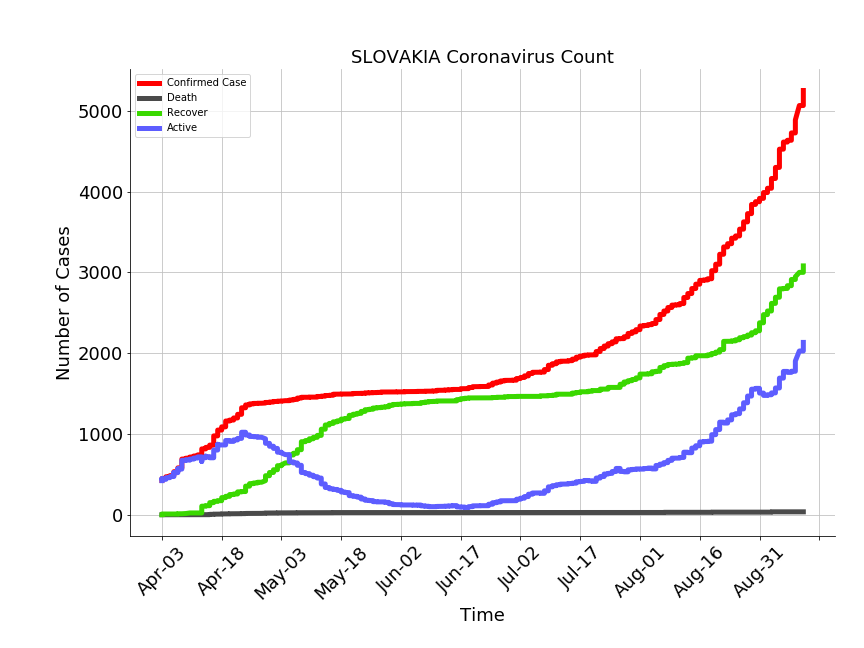 SLOVAKIA Coronavirus Count
Confirmed Case
Death
Recover
Active
Number of Cases
5000
4000
3000
2000
1000
0
Apr-03
Apr-18
May-03
May-18
Jun-02
Jun-17
Jul-02
Jul-17
Aug-01
Aug-16
Aug-31
Time